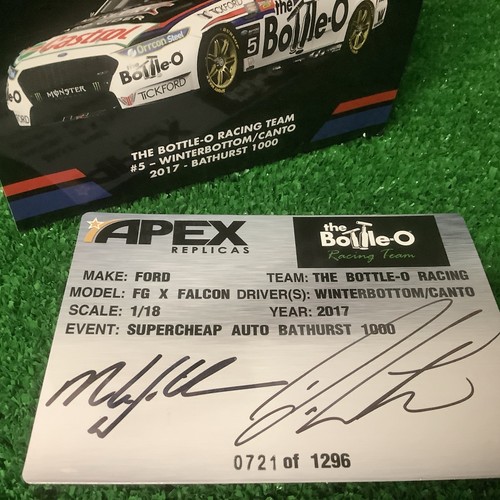 TICKFORD
Castrol
Orrcon Steel
the
Bottle-O
5
the
Bottle-O
MONSTER
TICKFORD
THE BOTTLE-O RACING TEAM
#5 – WINTERBOTTOM/CANTO
2017 - BATHURST 1000
APEX
REPLICAS
the
Bottle-O
Racing Team
MAKE: FORD TEAM: THE BOTTLE-O RACING
MODEL: FG X FALCON DRIVER(S): WINTERBOTTOM/CANTO
SCALE: 1/18 YEAR: 2017
EVENT: SUPERCHEAP AUTO BATHURST 1000
0721 of 1296